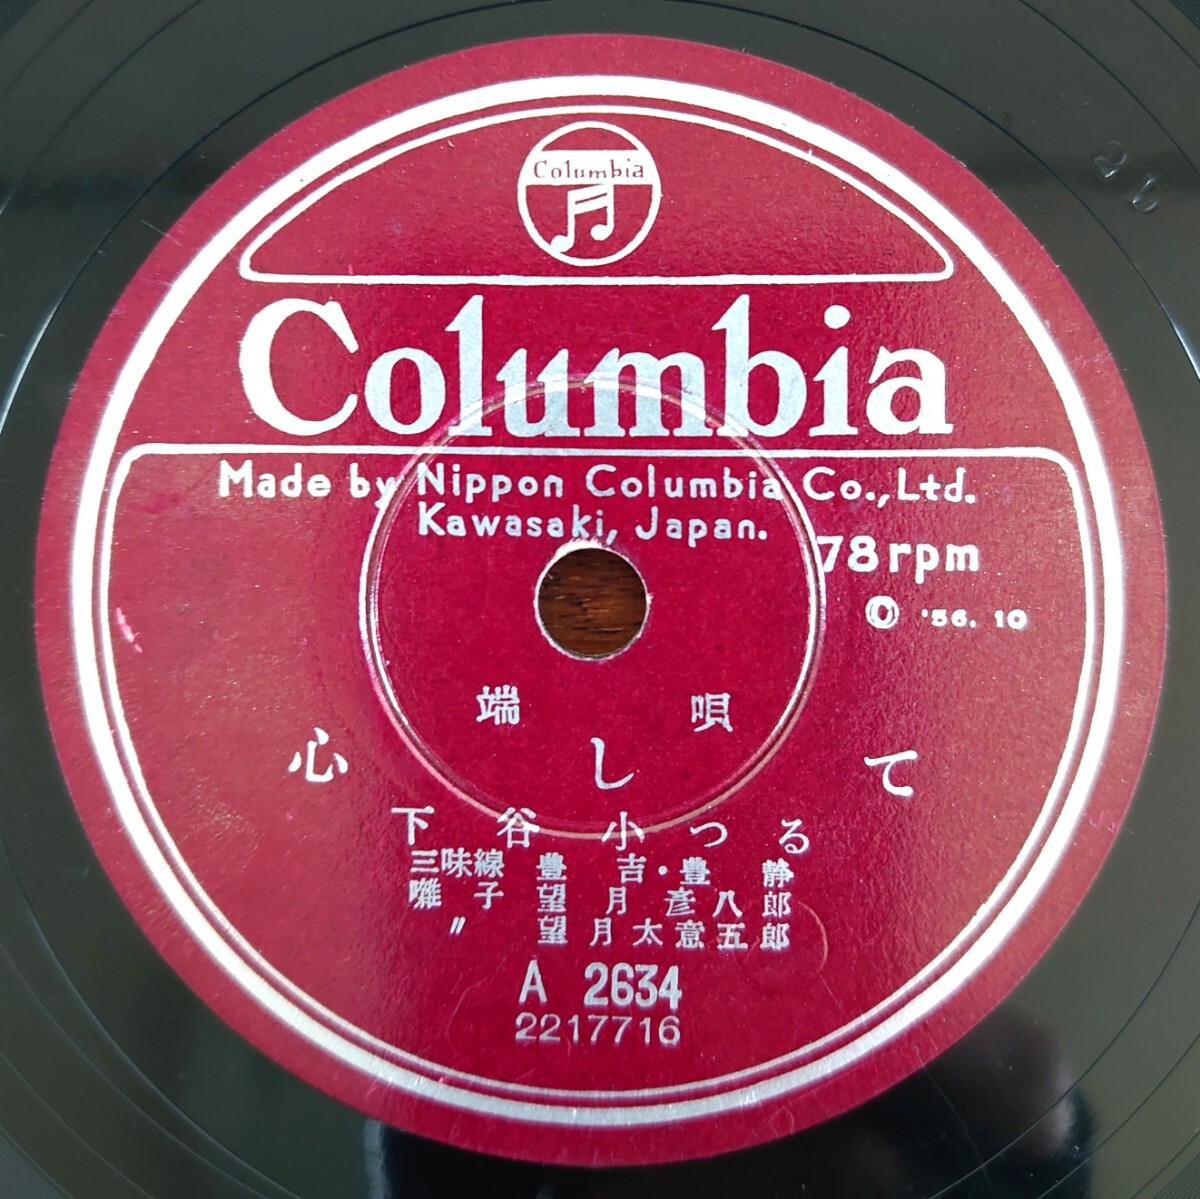 Columbia
Columbia
Made by Nippon Columbia Co., Ltd.
Kawasaki, Japan.
78 rpm
Ⓞ '56. 10
端唄
心して
下谷小つる
三味線 豊吉・豊静
囃子 望月彦八郎
〃 望月太意五郎
A 2634
2217716